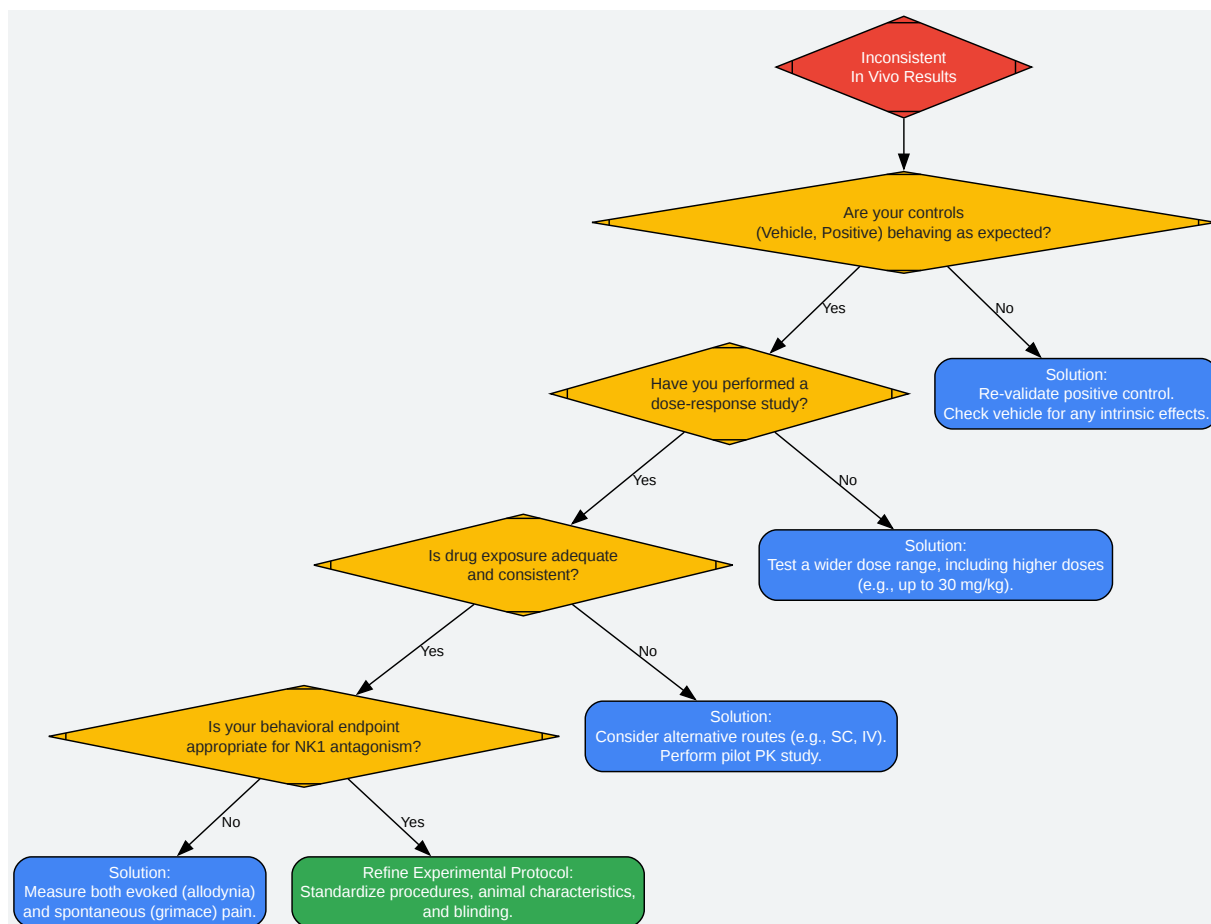 Inconsistent
In Vivo Results
Are your controls
(Vehicle, Positive) behaving as expected?
Yes
No
Have you performed a
dose-response study?
Solution:
Re-validate positive control.
Check vehicle for any intrinsic effects.
Yes
No
Is drug exposure adequate
and consistent?
Solution:
Test a wider dose range, including higher doses
(e.g., up to 30 mg/kg).
Yes
No
Is your behavioral endpoint
appropriate for NK1 antagonism?
Solution:
Consider alternative routes (e.g., SC, IV).
Perform pilot PK study.
No
Yes
Solution:
Measure both evoked (allodynia)
and spontaneous (grimace) pain.
Refine Experimental Protocol:
Standardize procedures, animal characteristics,
and blinding.